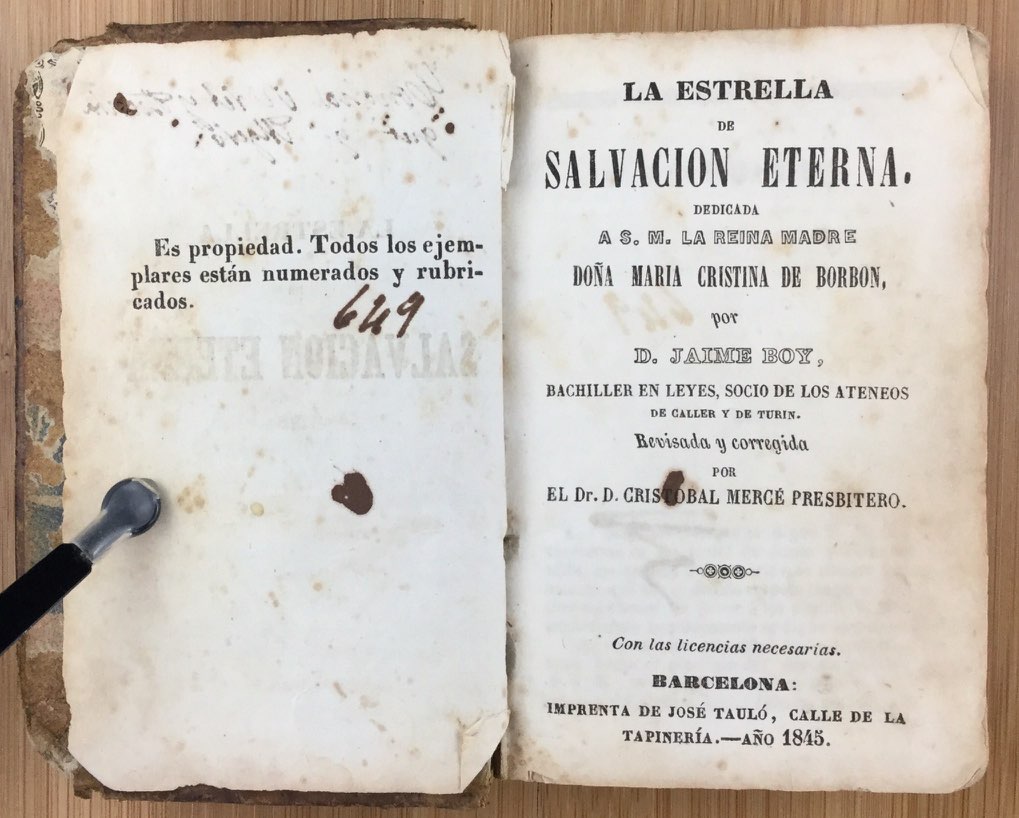 Es propiedad. Todos los ejem-
plares están numerados y rubri-
cados.
649
LA ESTRELLA
DE
SALVACION ETERNA.
DEDICADA
A S. M. LA REINA MADRE
DOÑA MARIA CRISTINA DE BORBON,
por
D. JAIME BOY,
BACHILLER EN LEYES, SOCIO DE LOS ATENEOS
DE CALLER Y DE TURIN.
Revisada y corregida
POR
EL Dr. D. CRISTOBAL MERCÉ PRESBITERO.
Con las licencias necesarias.
BARCELONA:
IMPRENTA DE JOSÉ TAULÓ, CALLE DE LA
TAPINERÍA.—AÑO 1845.